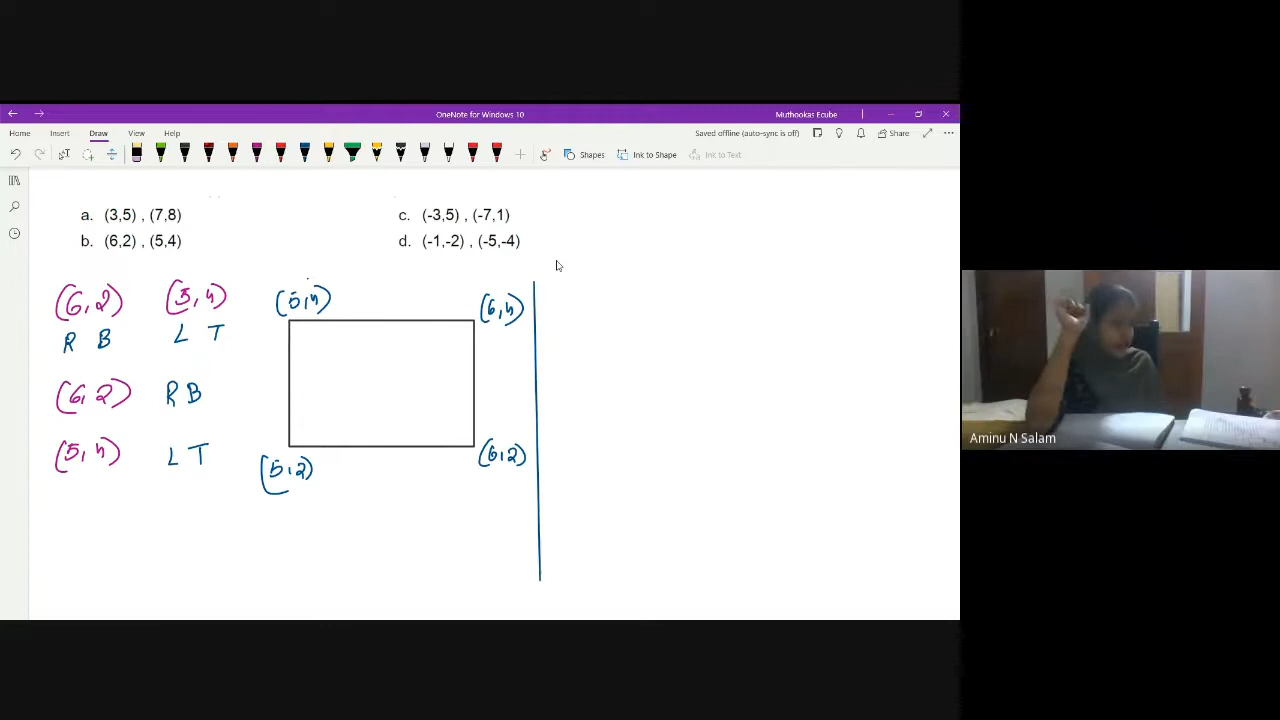 OneNote for Windows 10
Muthookas Ecube
Home Insert Draw View Help
Saved offline (auto-sync is off)
Share
Shapes
Ink to Shape
Ink to Text
a. (3,5) , (7,8)
c. (-3,5) , (-7,1)
b. (6,2) , (5,4)
d. (-1,-2) , (-5,-4)
(6,2) (5,4)
R B L T
(6,2) R B
(5,4) L T
(5,4) (6,4)
(5,2) (6,2)
Aminu N Salam